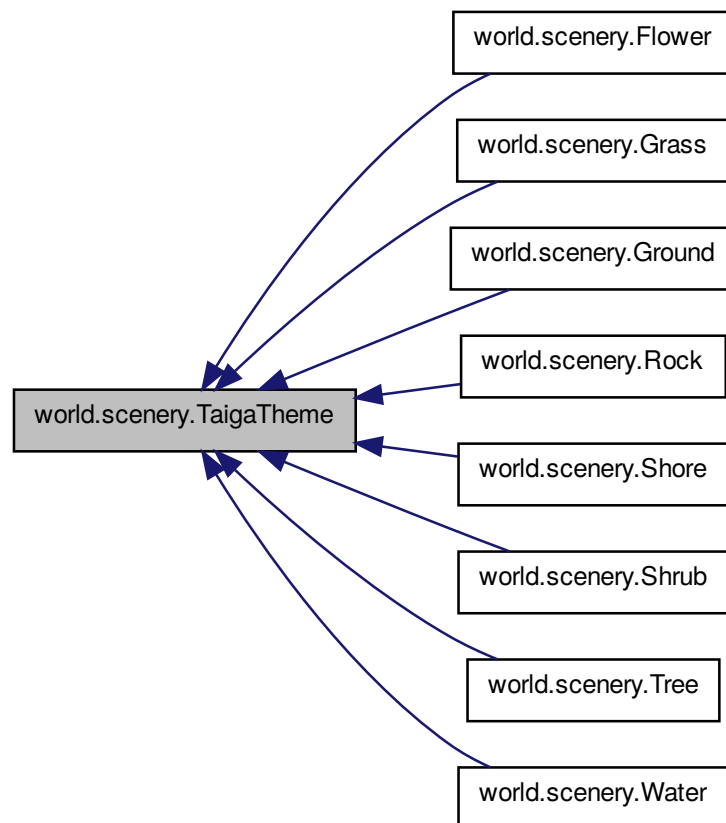 world.scenery.Flower
world.scenery.Grass
world.scenery.Ground
world.scenery.Rock
world.scenery.TaigaTheme
world.scenery.Shore
world.scenery.Shrub
world.scenery.Tree
world.scenery.Water